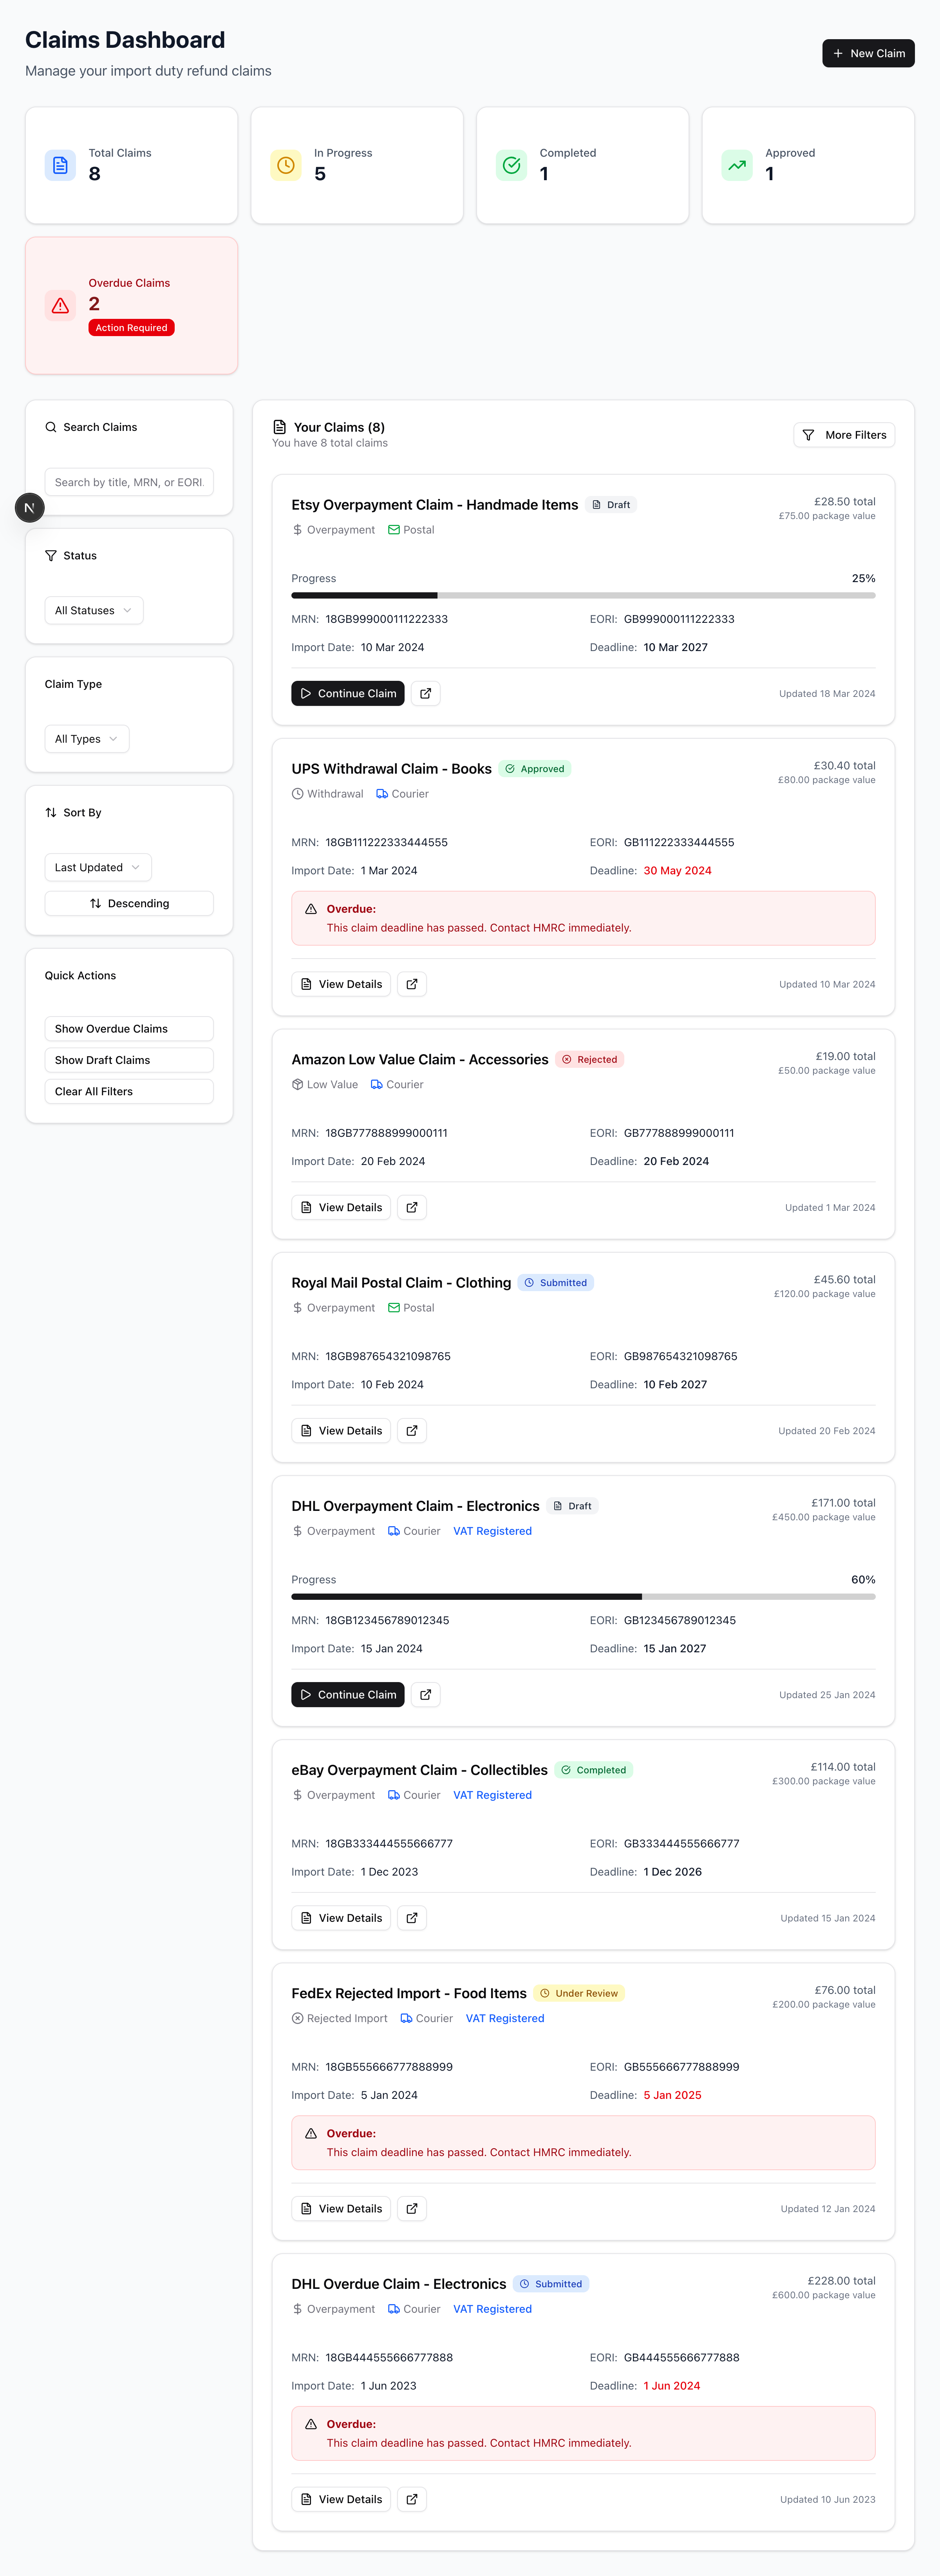 Claims Dashboard
Manage your import duty refund claims
New Claim
Total Claims
8
In Progress
5
Completed
1
Approved
1
Overdue Claims
2
Action Required
Search Claims
Search by title, MRN, or EORI.
N
Status
All Statuses
Claim Type
All Types
Sort By
Last Updated
Descending
Quick Actions
Show Overdue Claims
Show Draft Claims
Clear All Filters
Your Claims (8)
You have 8 total claims
More Filters
Etsy Overpayment Claim - Handmade Items Draft
£28.50 total
£75.00 package value
Overpayment Postal
Progress 25%
MRN: 18GB999000111222333 EORI: GB999000111222333
Import Date: 10 Mar 2024 Deadline: 10 Mar 2027
Continue Claim Updated 18 Mar 2024
UPS Withdrawal Claim - Books Approved
£30.40 total
£80.00 package value
Withdrawal Courier
MRN: 18GB111222333444555 EORI: GB111222333444555
Import Date: 1 Mar 2024 Deadline: 30 May 2024
Overdue:
This claim deadline has passed. Contact HMRC immediately.
View Details Updated 10 Mar 2024
Amazon Low Value Claim - Accessories Rejected
£19.00 total
£50.00 package value
Low Value Courier
MRN: 18GB777888999000111 EORI: GB777888999000111
Import Date: 20 Feb 2024 Deadline: 20 Feb 2024
View Details Updated 1 Mar 2024
Royal Mail Postal Claim - Clothing Submitted
£45.60 total
£120.00 package value
Overpayment Postal
MRN: 18GB987654321098765 EORI: GB987654321098765
Import Date: 10 Feb 2024 Deadline: 10 Feb 2027
View Details Updated 20 Feb 2024
DHL Overpayment Claim - Electronics Draft
£171.00 total
£450.00 package value
Overpayment Courier VAT Registered
Progress 60%
MRN: 18GB123456789012345 EORI: GB123456789012345
Import Date: 15 Jan 2024 Deadline: 15 Jan 2027
Continue Claim Updated 25 Jan 2024
eBay Overpayment Claim - Collectibles Completed
£114.00 total
£300.00 package value
Overpayment Courier VAT Registered
MRN: 18GB333444555666777 EORI: GB333444555666777
Import Date: 1 Dec 2023 Deadline: 1 Dec 2026
View Details Updated 15 Jan 2024
FedEx Rejected Import - Food Items Under Review
£76.00 total
£200.00 package value
Rejected Import Courier VAT Registered
MRN: 18GB555666777888999 EORI: GB555666777888999
Import Date: 5 Jan 2024 Deadline: 5 Jan 2025
Overdue:
This claim deadline has passed. Contact HMRC immediately.
View Details Updated 12 Jan 2024
DHL Overdue Claim - Electronics Submitted
£228.00 total
£600.00 package value
Overpayment Courier VAT Registered
MRN: 18GB444555666777888 EORI: GB444555666777888
Import Date: 1 Jun 2023 Deadline: 1 Jun 2024
Overdue:
This claim deadline has passed. Contact HMRC immediately.
View Details Updated 10 Jun 2023